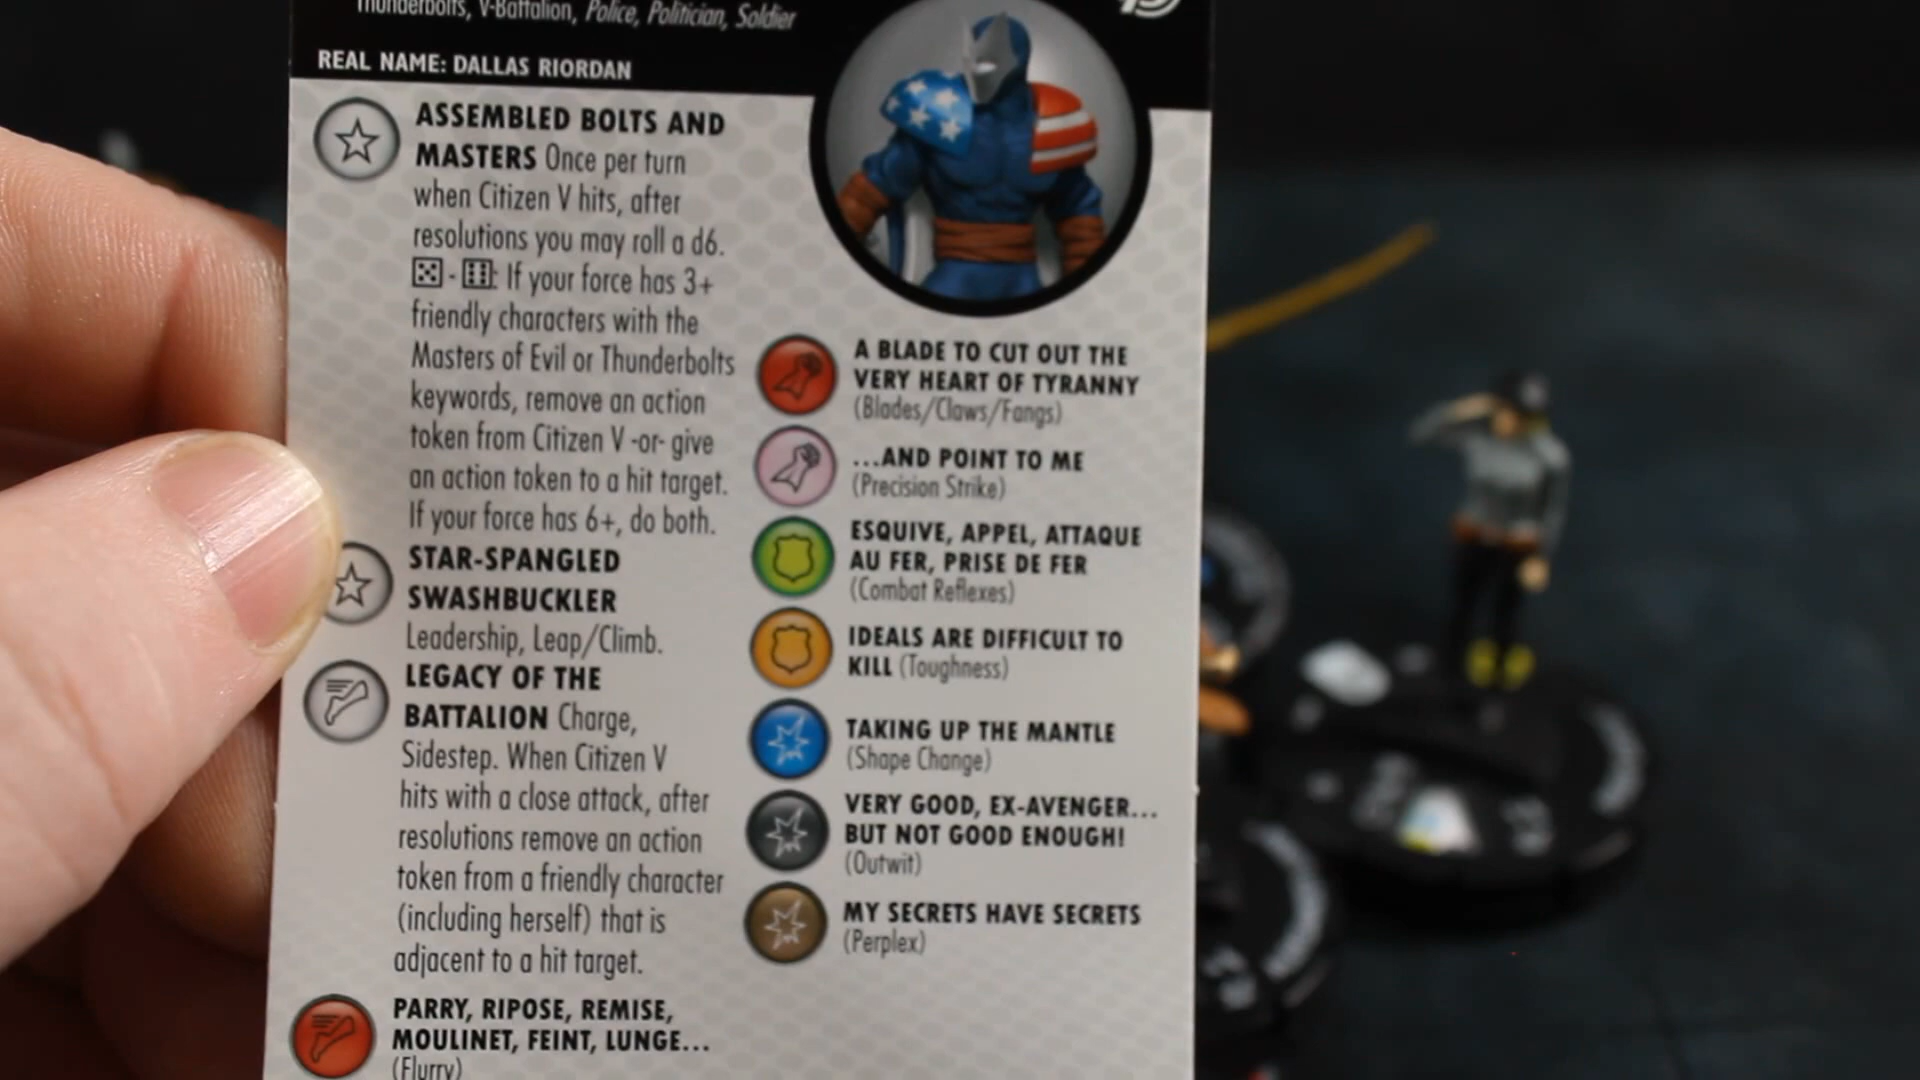 Thunderbolts, V-Battalion, Police, Politician, Soldier
REAL NAME: DALLAS RIORDAN
ASSEMBLED BOLTS AND
MASTERS Once per turn
when Citizen V hits, after
resolutions you may roll a d6.
⚄ - ⚅: If your force has 3+
friendly characters with the
Masters of Evil or Thunderbolts
keywords, remove an action
token from Citizen V -or- give
an action token to a hit target.
If your force has 6+, do both.
STAR-SPANGLED
SWASHBUCKLER
Leadership, Leap/Climb.
LEGACY OF THE
BATTALION Charge,
Sidestep. When Citizen V
hits with a close attack, after
resolutions remove an action
token from a friendly character
(including herself) that is
adjacent to a hit target.
PARRY, RIPOSE, REMISE,
MOULINET, FEINT, LUNGE...
(Flurry)
A BLADE TO CUT OUT THE
VERY HEART OF TYRANNY
(Blades/Claws/Fangs)
...AND POINT TO ME
(Precision Strike)
ESQUIVE, APPEL, ATTAQUE
AU FER, PRISE DE FER
(Combat Reflexes)
IDEALS ARE DIFFICULT TO
KILL (Toughness)
TAKING UP THE MANTLE
(Shape Change)
VERY GOOD, EX-AVENGER...
BUT NOT GOOD ENOUGH!
(Outwit)
MY SECRETS HAVE SECRETS
(Perplex)